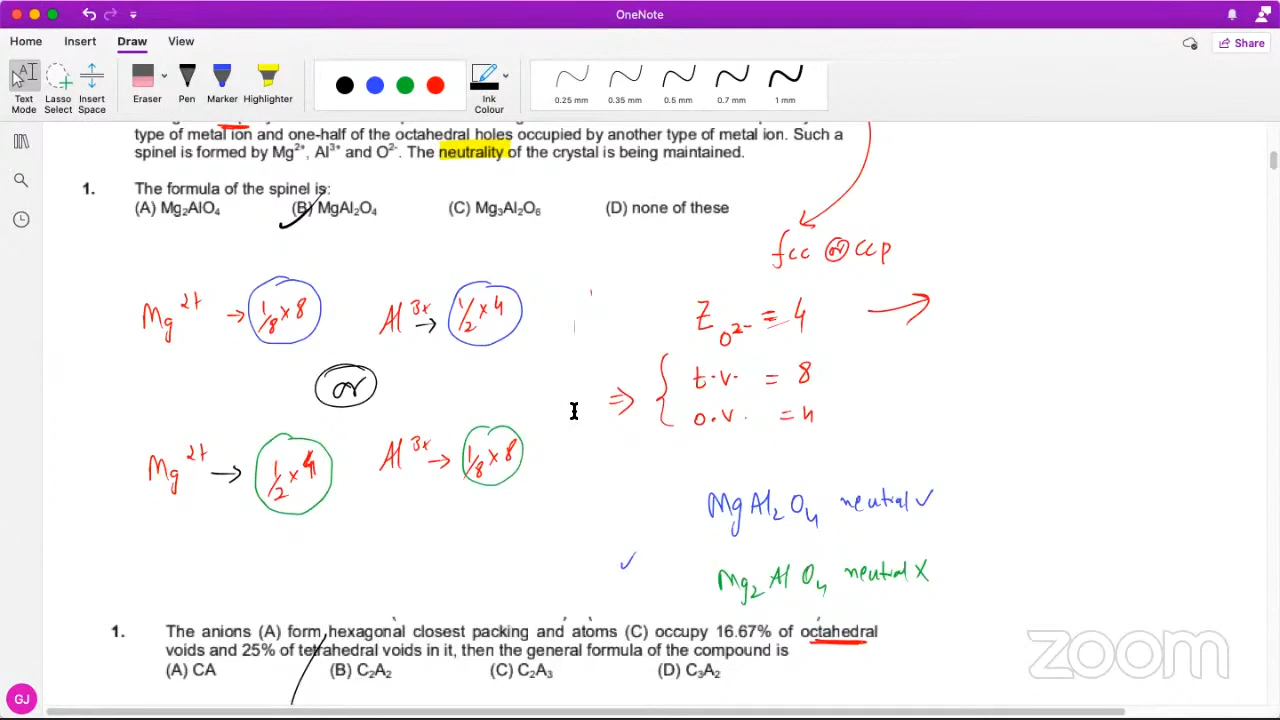 OneNote
Home Insert Draw View
Share
Text Mode
Lasso Select
Insert Space
Eraser
Pen
Marker
Highlighter
Ink Colour
0.25 mm 0.35 mm 0.5 mm 0.7 mm 1 mm
type of metal ion and one-half of the octahedral holes occupied by another type of metal ion. Such a
spinel is formed by Mg²⁺, Al³⁺ and O²⁻. The neutrality of the crystal is being maintained.
1. The formula of the spinel is:
(A) Mg₂AlO₄ (B) MgAl₂O₄ (C) Mg₃Al₂O₆ (D) none of these
fcc or ccp
Mg²⁺ → 1/8 × 8 Al³⁺ → 1/2 × 4
Z O²⁻ = 4 →
or
⇒ { t.v. = 8
o.v. = 4
Mg²⁺ → 1/2 × 4 Al³⁺ → 1/8 × 8
MgAl₂O₄ neutral ✓
✓
Mg₂AlO₄ neutral X
1. The anions (A) form hexagonal closest packing and atoms (C) occupy 16.67% of octahedral
voids and 25% of tetrahedral voids in it, then the general formula of the compound is
(A) CA (B) C₂A₂ (C) C₂A₃ (D) C₃A₂
zoom
GJ